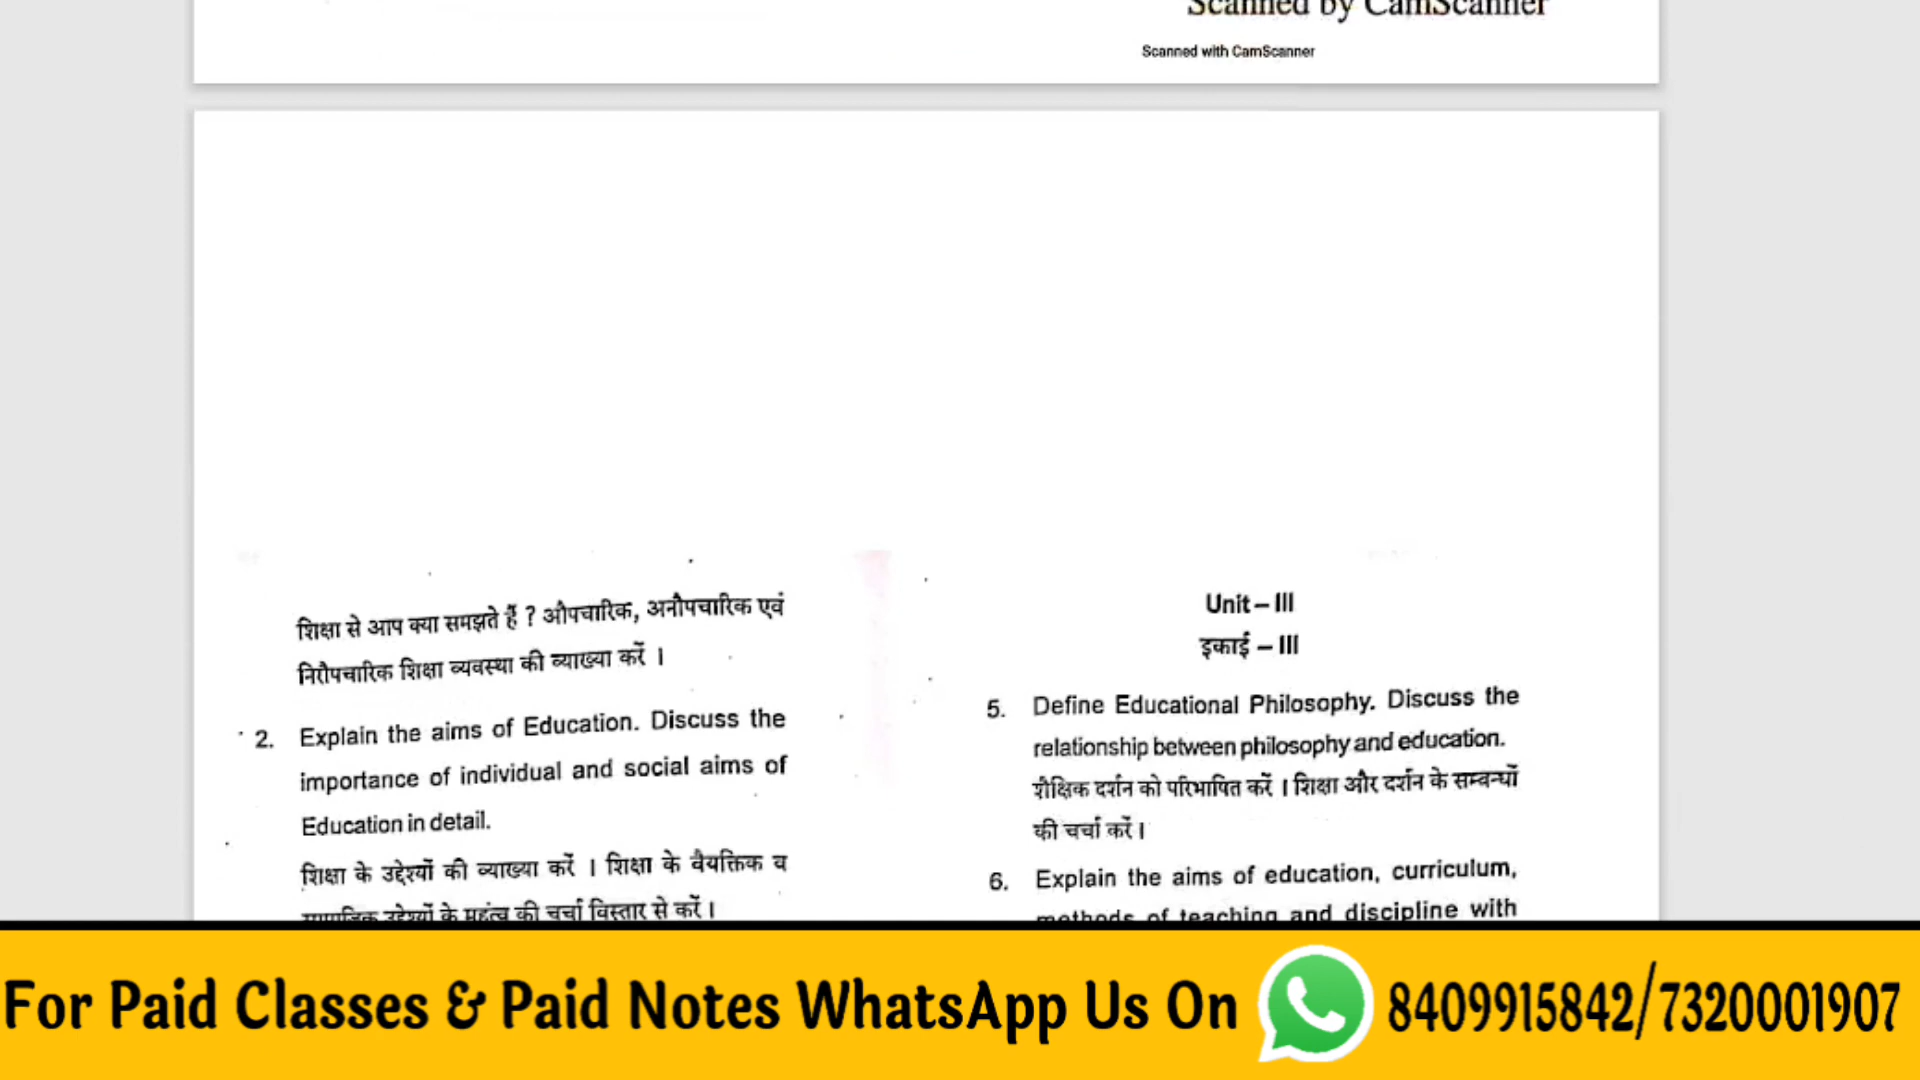 Scanned by CamScanner
Scanned with CamScanner
शिक्षा से आप क्या समझते हैं ? औपचारिक, अनौपचारिक एवं
निरौपचारिक शिक्षा व्यवस्था की व्याख्या करें ।
2. Explain the aims of Education. Discuss the
importance of individual and social aims of
Education in detail.
शिक्षा के उद्देश्यों की व्याख्या करें । शिक्षा के वैयक्तिक व
सामाजिक उद्देश्यों के महत्व की चर्चा विस्तार से करें ।
Unit – III
इकाई – III
5. Define Educational Philosophy. Discuss the
relationship between philosophy and education.
शैक्षिक दर्शन को परिभाषित करें । शिक्षा और दर्शन के सम्बन्धों
की चर्चा करें ।
6. Explain the aims of education, curriculum,
methods of teaching and discipline with
For Paid Classes & Paid Notes WhatsApp Us On 8409915842/7320001907